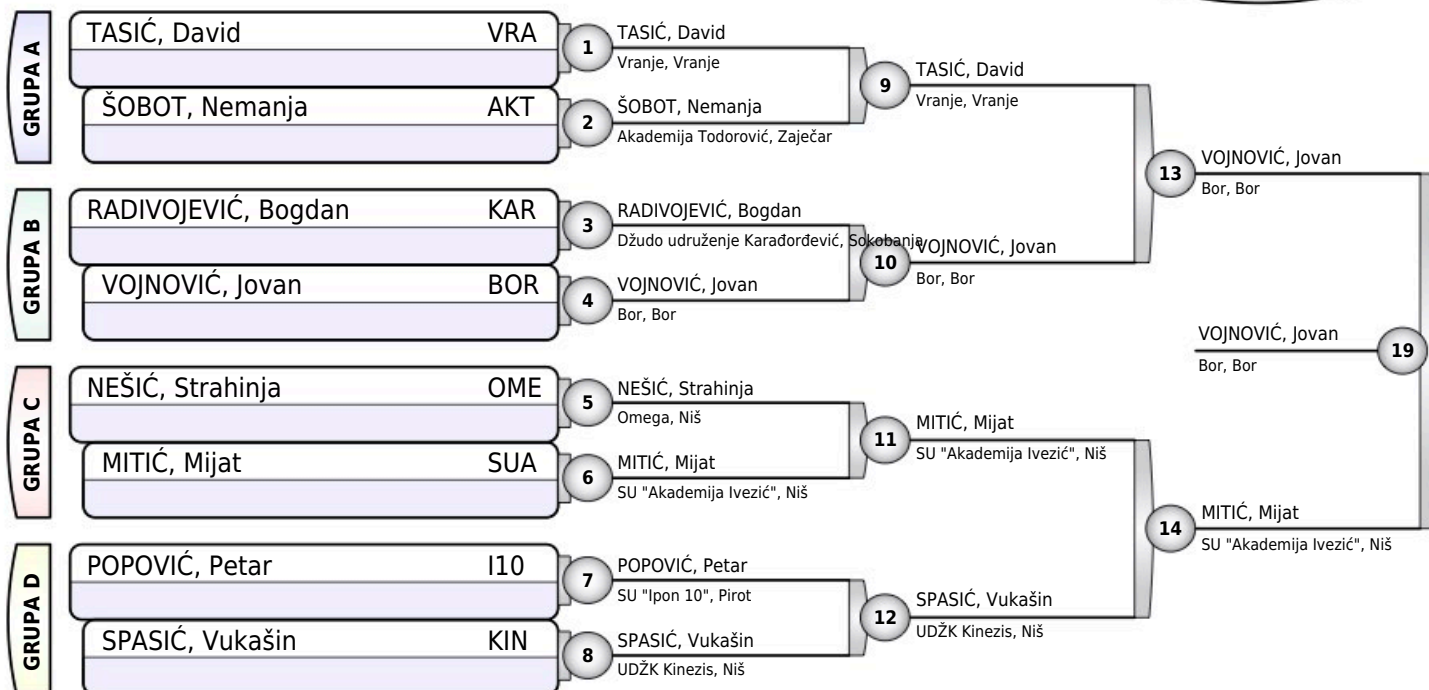 GRUPA A
TASIĆ, David VRA
ŠOBOT, Nemanja AKT
1
TASIĆ, David
Vranje, Vranje
2
ŠOBOT, Nemanja
Akademija Todorović, Zaječar
9
TASIĆ, David
Vranje, Vranje
GRUPA B
RADIVOJEVIĆ, Bogdan KAR
VOJNOVIĆ, Jovan BOR
3
RADIVOJEVIĆ, Bogdan
Džudo udruženje Karađorđević, Sokobanja
4
VOJNOVIĆ, Jovan
Bor, Bor
10
VOJNOVIĆ, Jovan
Bor, Bor
13
VOJNOVIĆ, Jovan
Bor, Bor
GRUPA C
NEŠIĆ, Strahinja OME
MITIĆ, Mijat SUA
5
NEŠIĆ, Strahinja
Omega, Niš
6
MITIĆ, Mijat
SU "Akademija Ivezić", Niš
11
MITIĆ, Mijat
SU "Akademija Ivezić", Niš
GRUPA D
POPOVIĆ, Petar I10
SPASIĆ, Vukašin KIN
7
POPOVIĆ, Petar
SU "Ipon 10", Pirot
8
SPASIĆ, Vukašin
UDŽK Kinezis, Niš
12
SPASIĆ, Vukašin
UDŽK Kinezis, Niš
14
MITIĆ, Mijat
SU "Akademija Ivezić", Niš
VOJNOVIĆ, Jovan
Bor, Bor
19